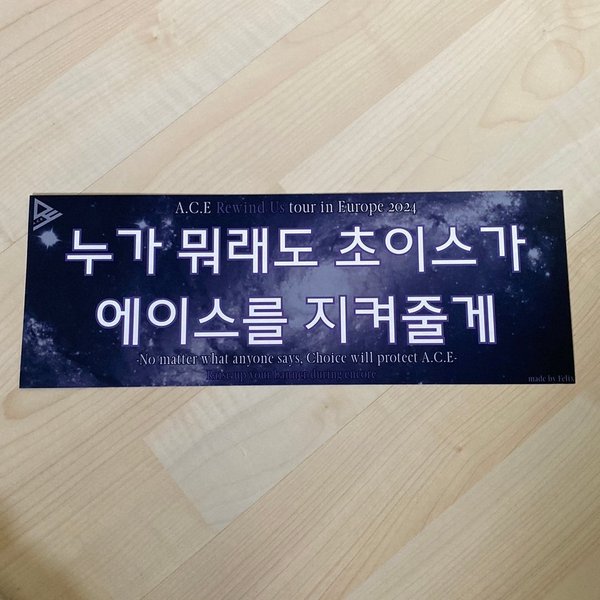 A.C.E Rewind Us tour in Europe 2024
누가 뭐래도 초이스가
에이스를 지켜줄게
-No matter what anyone says, Choice will protect A.C.E-
Raise up your banner during encore
made by Felix